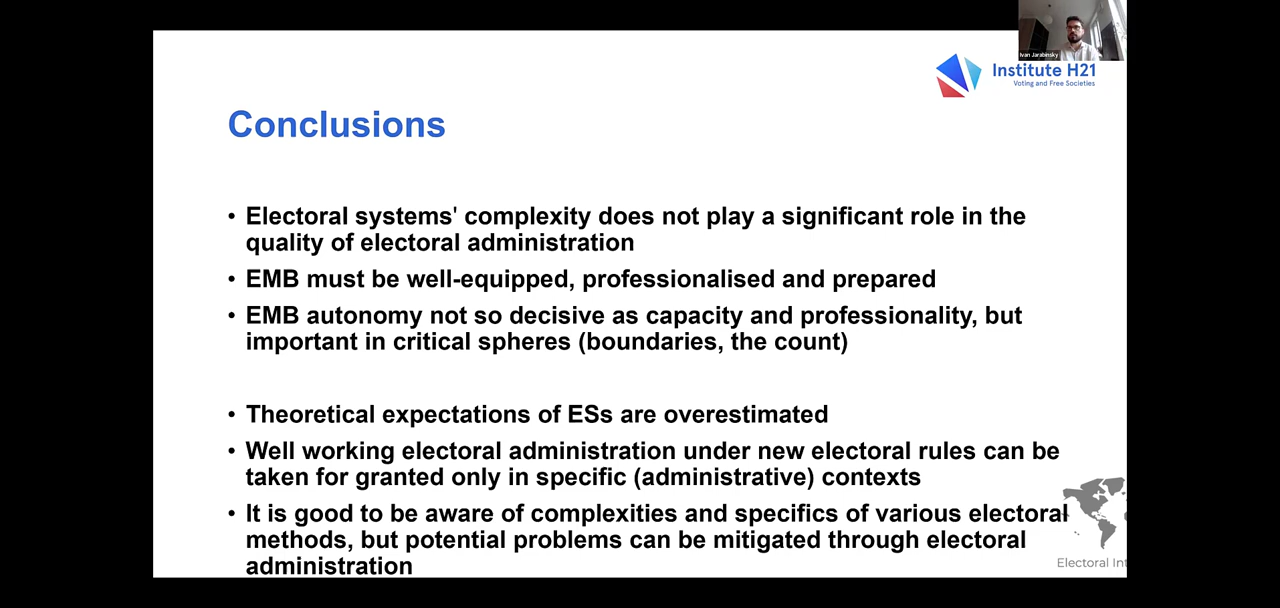 Ivan Jarabinsky
Institute H21
Voting and Free Societies
Conclusions
• Electoral systems' complexity does not play a significant role in the
quality of electoral administration
• EMB must be well-equipped, professionalised and prepared
• EMB autonomy not so decisive as capacity and professionality, but
important in critical spheres (boundaries, the count)
• Theoretical expectations of ESs are overestimated
• Well working electoral administration under new electoral rules can be
taken for granted only in specific (administrative) contexts
• It is good to be aware of complexities and specifics of various electoral
methods, but potential problems can be mitigated through electoral
administration
Electoral Int